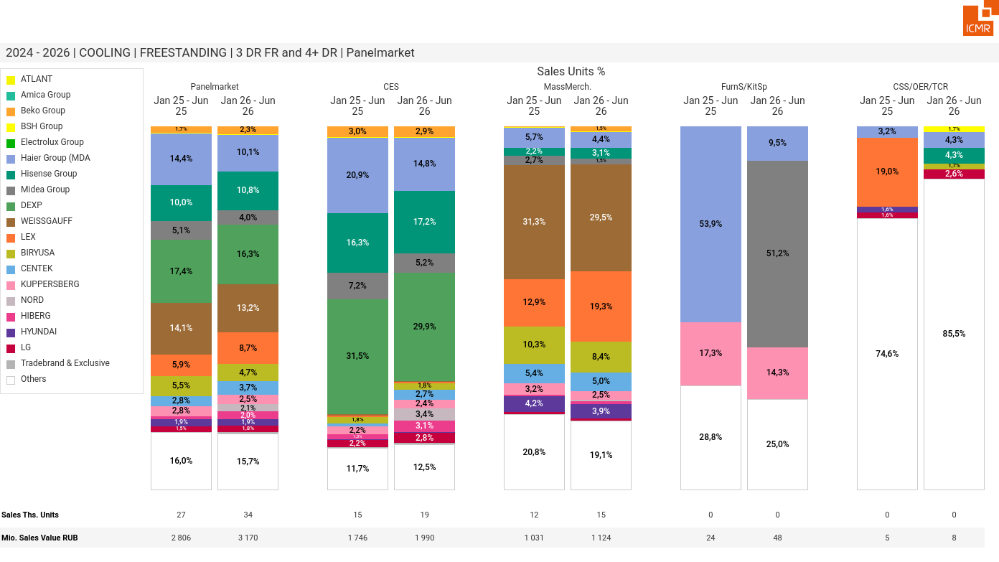 ICMR
2024 - 2026 | COOLING | FREESTANDING | 3 DR FR and 4+ DR | Panelmarket
ATLANT
Amica Group
Beko Group
BSH Group
Electrolux Group
Haier Group (MDA
Hisense Group
Midea Group
DEXP
WEISSGAUFF
LEX
BIRYUSA
CENTEK
KUPPERSBERG
NORD
HIBERG
HYUNDAI
LG
Tradebrand & Exclusive
Others
Sales Units %
Panelmarket
Jan 25 - Jun
25
1,7%
14,4%
10,0%
5,1%
17,4%
14,1%
5,9%
5,5%
2,8%
2,8%
1,9%
1,5%
16,0%
Jan 26 - Jun
26
2,3%
10,1%
10,8%
4,0%
16,3%
13,2%
8,7%
4,7%
3,7%
2,5%
2,1%
2,0%
1,9%
1,8%
15,7%
CES
Jan 25 - Jun
25
3,0%
20,9%
16,3%
7,2%
31,5%
1,8%
2,2%
1,3%
2,2%
11,7%
Jan 26 - Jun
26
2,9%
14,8%
17,2%
5,2%
29,9%
1,8%
2,7%
2,4%
3,4%
3,1%
2,8%
12,5%
MassMerch.
Jan 25 - Jun
25
5,7%
2,2%
2,7%
31,3%
12,9%
10,3%
5,4%
3,2%
4,2%
20,8%
Jan 26 - Jun
26
1,5%
4,4%
3,1%
1,5%
29,5%
19,3%
8,4%
5,0%
2,5%
3,9%
19,1%
FurnS/KitSp
Jan 25 - Jun
25
53,9%
17,3%
28,8%
Jan 26 - Jun
26
9,5%
51,2%
14,3%
25,0%
CSS/OER/TCR
Jan 25 - Jun
25
3,2%
19,0%
1,6%
1,6%
74,6%
Jan 26 - Jun
26
1,7%
4,3%
4,3%
1,7%
2,6%
85,5%
Sales Ths. Units 27 34 15 19 12 15 0 0 0 0
Mio. Sales Value RUB 2 806 3 170 1 746 1 990 1 031 1 124 24 48 5 8